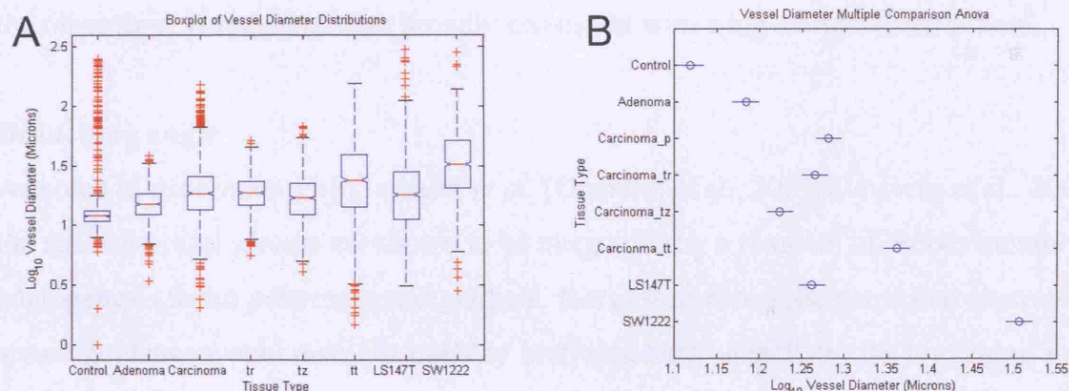 A
Boxplot of Vessel Diameter Distributions
2.5
2
1.5
1
0.5
0
Log10 Vessel Diameter (Microns)
Control Adenoma Carcinoma tr tz tt LS147T SW1222
Tissue Type
B
Vessel Diameter Multiple Comparison Anova
Control
Adenoma
Carcinoma_p
Carcinoma_tr
Carcinoma_tz
Carionma_tt
LS147T
SW1222
Tissue Type
1.1 1.15 1.2 1.25 1.3 1.35 1.4 1.45 1.5 1.55
Log10 Vessel Diameter (Microns)